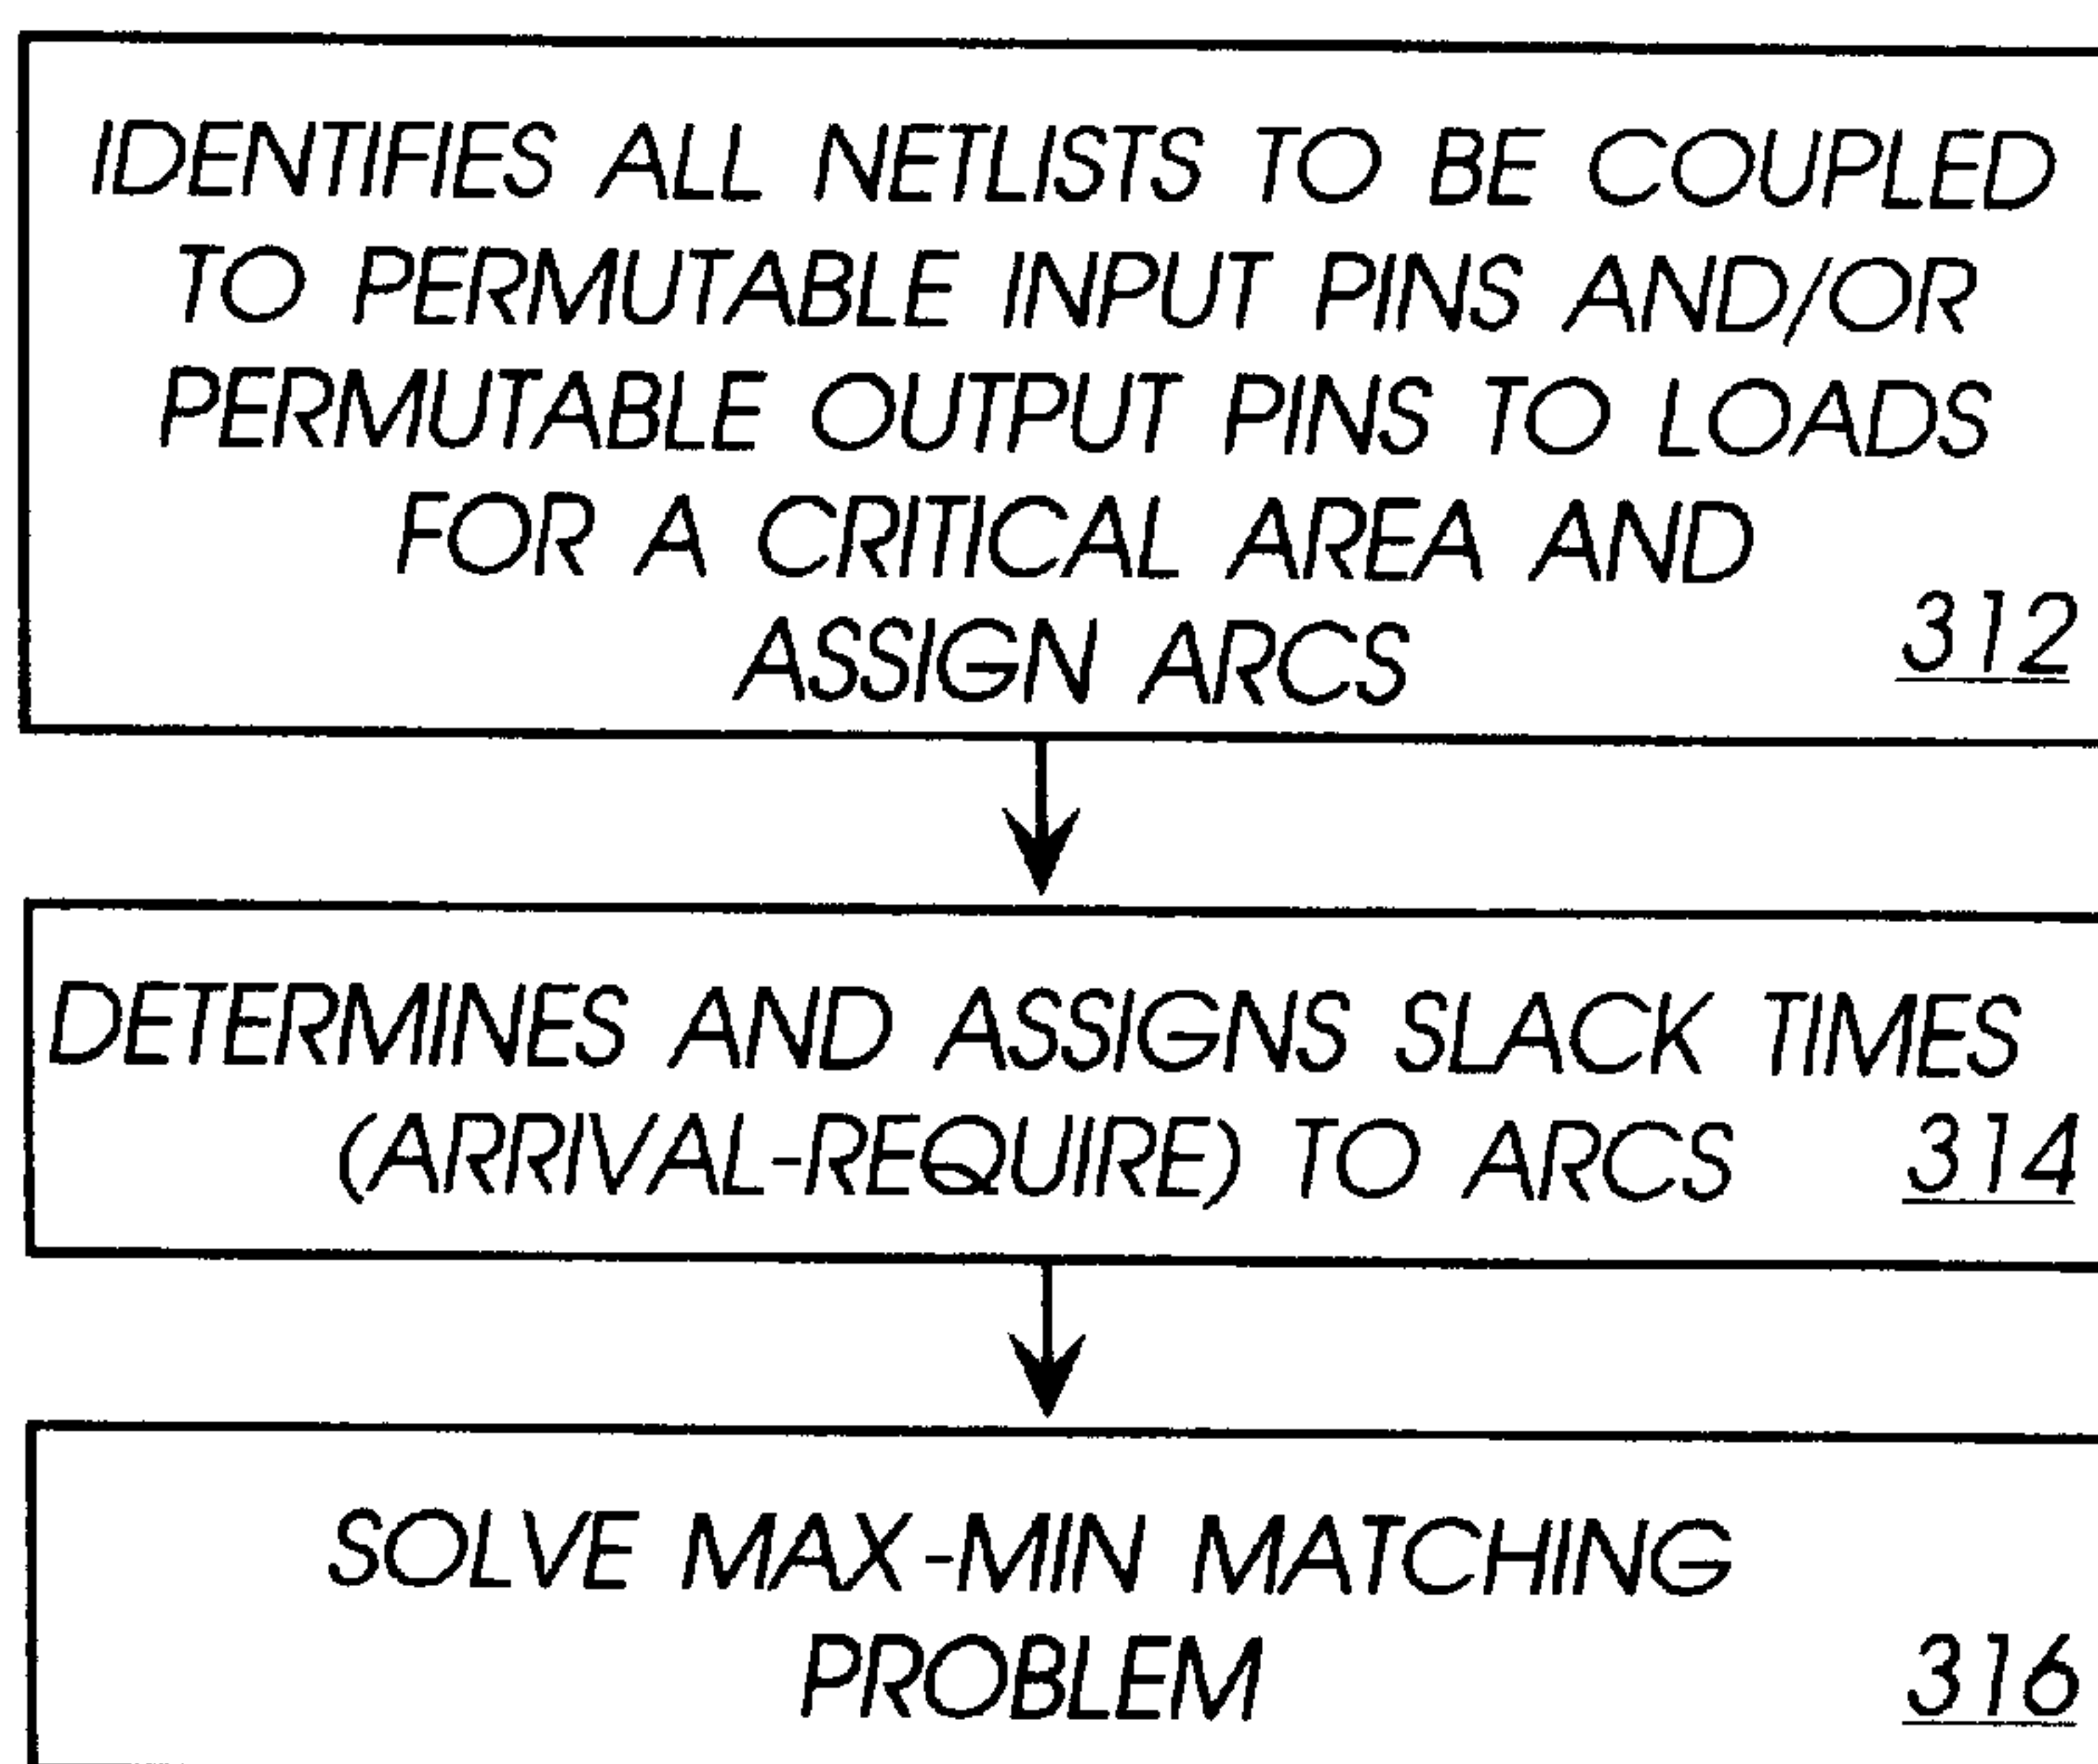 IDENTIFIES ALL NETLISTS TO BE COUPLED
TO PERMUTABLE INPUT PINS AND/OR
PERMUTABLE OUTPUT PINS TO LOADS
FOR A CRITICAL AREA AND
ASSIGN ARCS
312
DETERMINES AND ASSIGNS SLACK TIMES
(ARRIVAL-REQUIRE) TO ARCS 314
SOLVE MAX-MIN MATCHING
PROBLEM 316